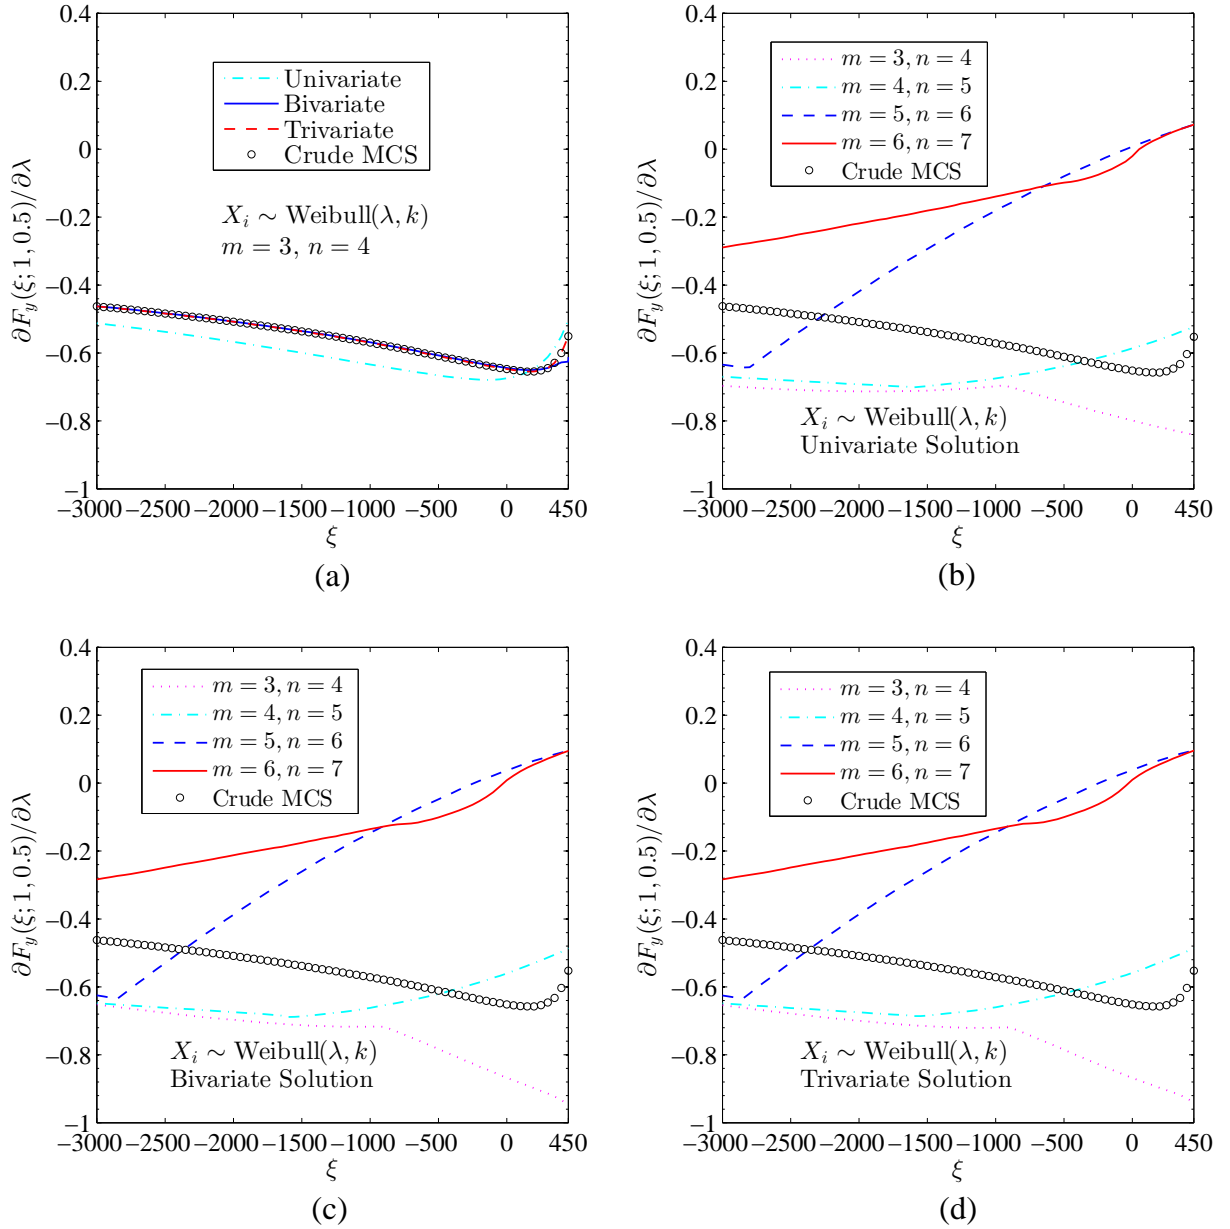 0.4
0.2
0
−0.2
−0.4
−0.6
−0.8
−1
∂F_y(ξ; 1, 0.5)/∂λ
Univariate
Bivariate
Trivariate
Crude MCS
X_i ∼ Weibull(λ, k)
m = 3, n = 4
−3000 −2500 −2000 −1500 −1000 −500 0 450
ξ
(a)
0.4
0.2
0
−0.2
−0.4
−0.6
−0.8
−1
∂F_y(ξ; 1, 0.5)/∂λ
m = 3, n = 4
m = 4, n = 5
m = 5, n = 6
m = 6, n = 7
Crude MCS
X_i ∼ Weibull(λ, k)
Univariate Solution
−3000 −2500 −2000 −1500 −1000 −500 0 450
ξ
(b)
0.4
0.2
0
−0.2
−0.4
−0.6
−0.8
−1
∂F_y(ξ; 1, 0.5)/∂λ
m = 3, n = 4
m = 4, n = 5
m = 5, n = 6
m = 6, n = 7
Crude MCS
X_i ∼ Weibull(λ, k)
Bivariate Solution
−3000 −2500 −2000 −1500 −1000 −500 0 450
ξ
(c)
0.4
0.2
0
−0.2
−0.4
−0.6
−0.8
−1
∂F_y(ξ; 1, 0.5)/∂λ
m = 3, n = 4
m = 4, n = 5
m = 5, n = 6
m = 6, n = 7
Crude MCS
X_i ∼ Weibull(λ, k)
Trivariate Solution
−3000 −2500 −2000 −1500 −1000 −500 0 450
ξ
(d)